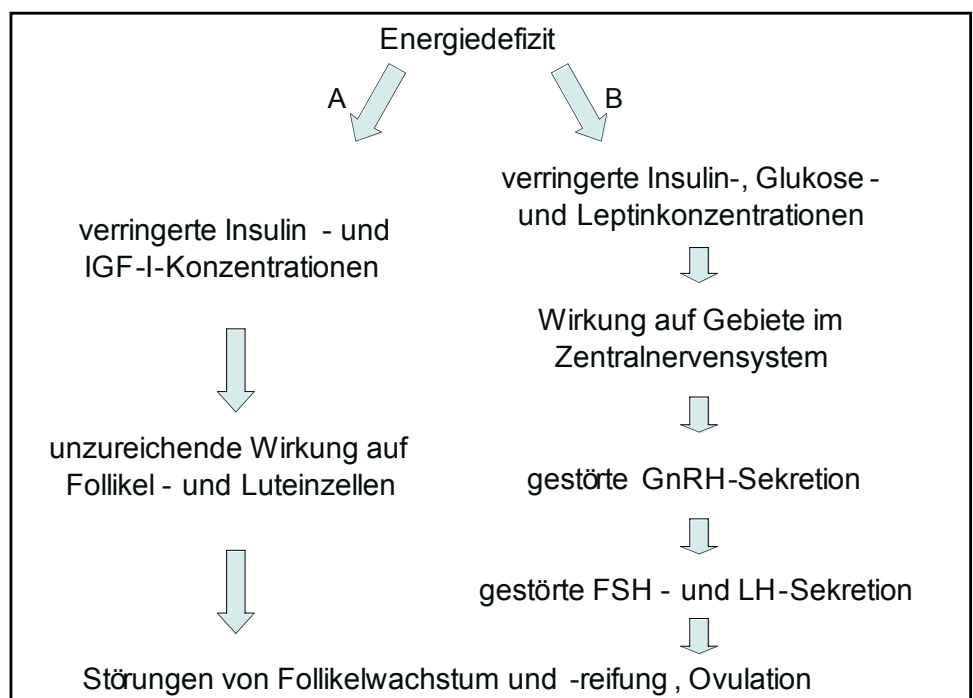 Energiedefizit
A
B
verringerte Insulin - und
IGF-I-Konzentrationen
unzureichende Wirkung auf
Follikel - und Luteinzellen
verringerte Insulin-, Glukose -
und Leptinkonzentrationen
Wirkung auf Gebiete im
Zentralnervensystem
gestörte GnRH-Sekretion
gestörte FSH - und LH-Sekretion
Störungen von Follikelwachstum und -reifung , Ovulation